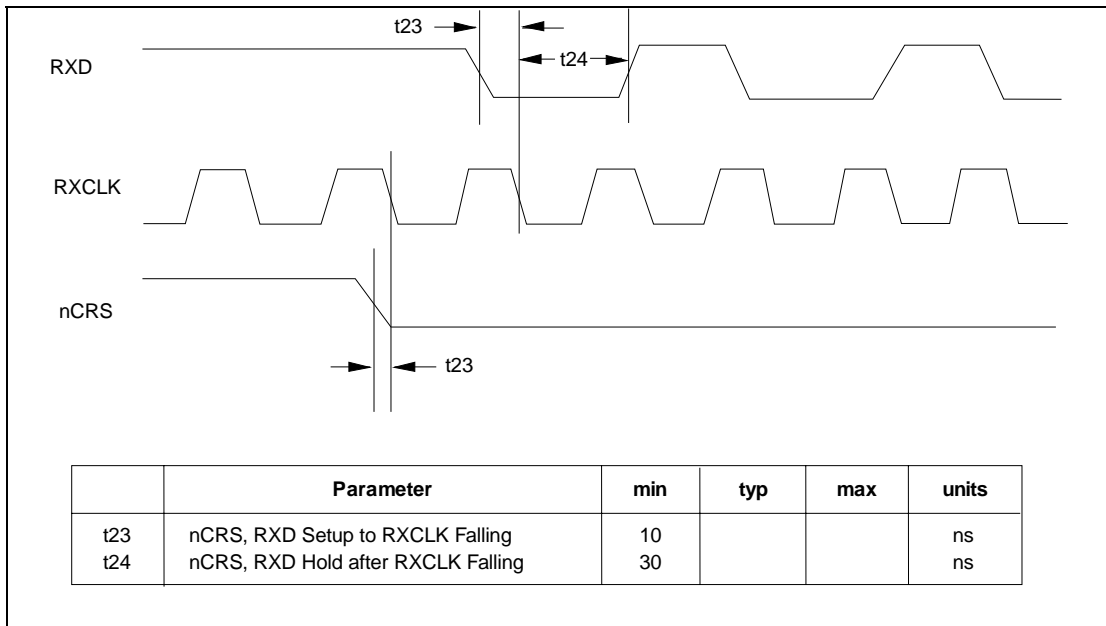 t23
t24
RXD
RXCLK
nCRS
t23
Parameter min typ max units
t23 nCRS, RXD Setup to RXCLK Falling 10 ns
t24 nCRS, RXD Hold after RXCLK Falling 30 ns